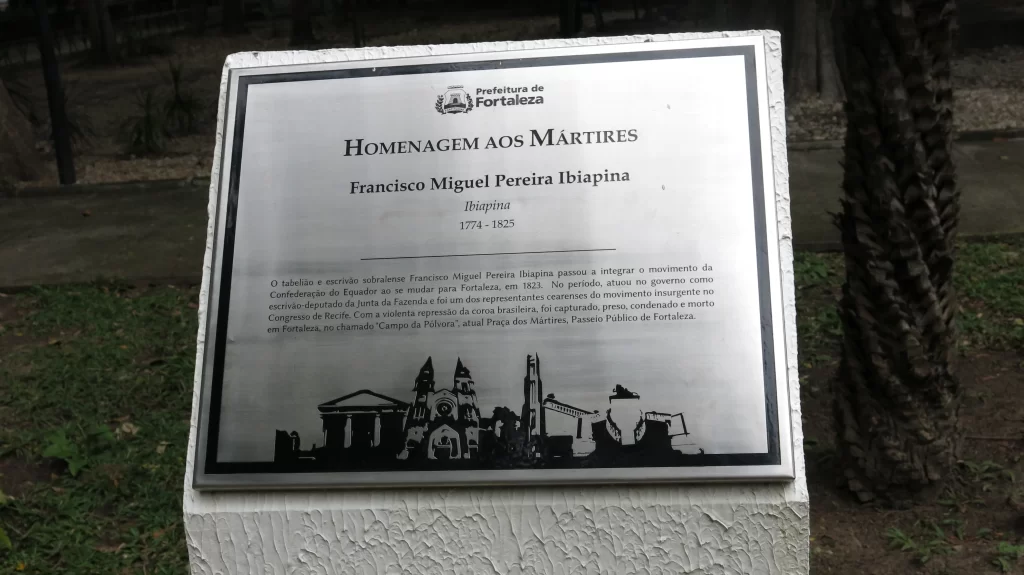 Prefeitura de
Fortaleza
HOMENAGEM AOS MÁRTIRES
Francisco Miguel Pereira Ibiapina
Ibiapina
1774 - 1825
O tabelião e escrivão sobralense Francisco Miguel Pereira Ibiapina passou a integrar o movimento da
Confederação do Equador ao se mudar para Fortaleza, em 1823. No período, atuou no governo como
escrivão-deputado da Junta da Fazenda e foi um dos representantes cearenses do movimento insurgente no
Congresso de Recife. Com a violenta repressão da coroa brasileira, foi capturado, preso, condenado e morto
em Fortaleza, no chamado "Campo da Pólvora", atual Praça dos Mártires, Passeio Público de Fortaleza.